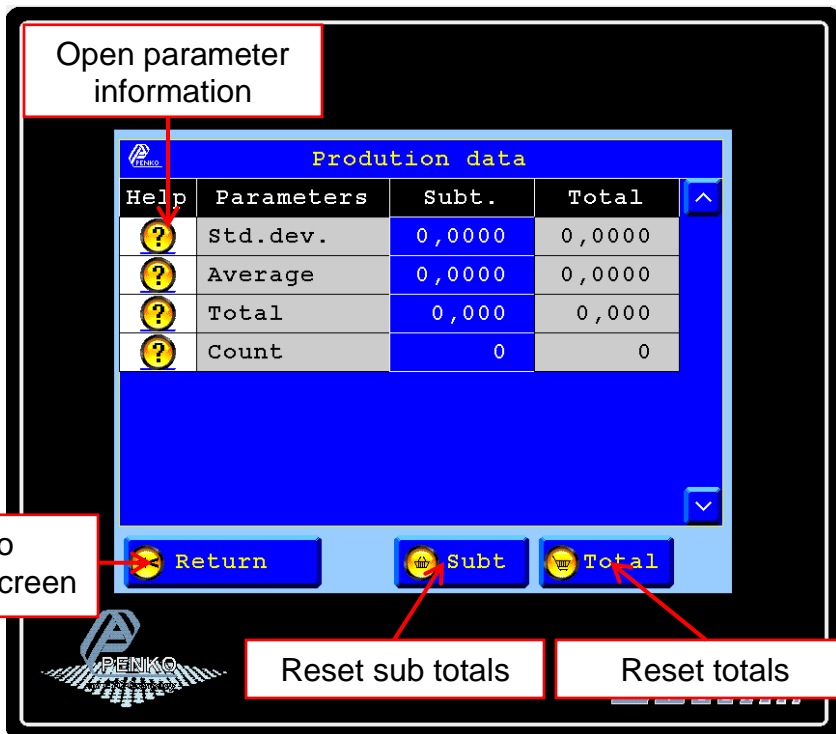 Open parameter
information
PENKO
Prodution data
Help Parameters Subt. Total
? Std.dev. 0,0000 0,0000
? Average 0,0000 0,0000
? Total 0,000 0,000
? Count 0 0
o
creen
Return Subt Total
PENKO
Reset sub totals
Reset totals